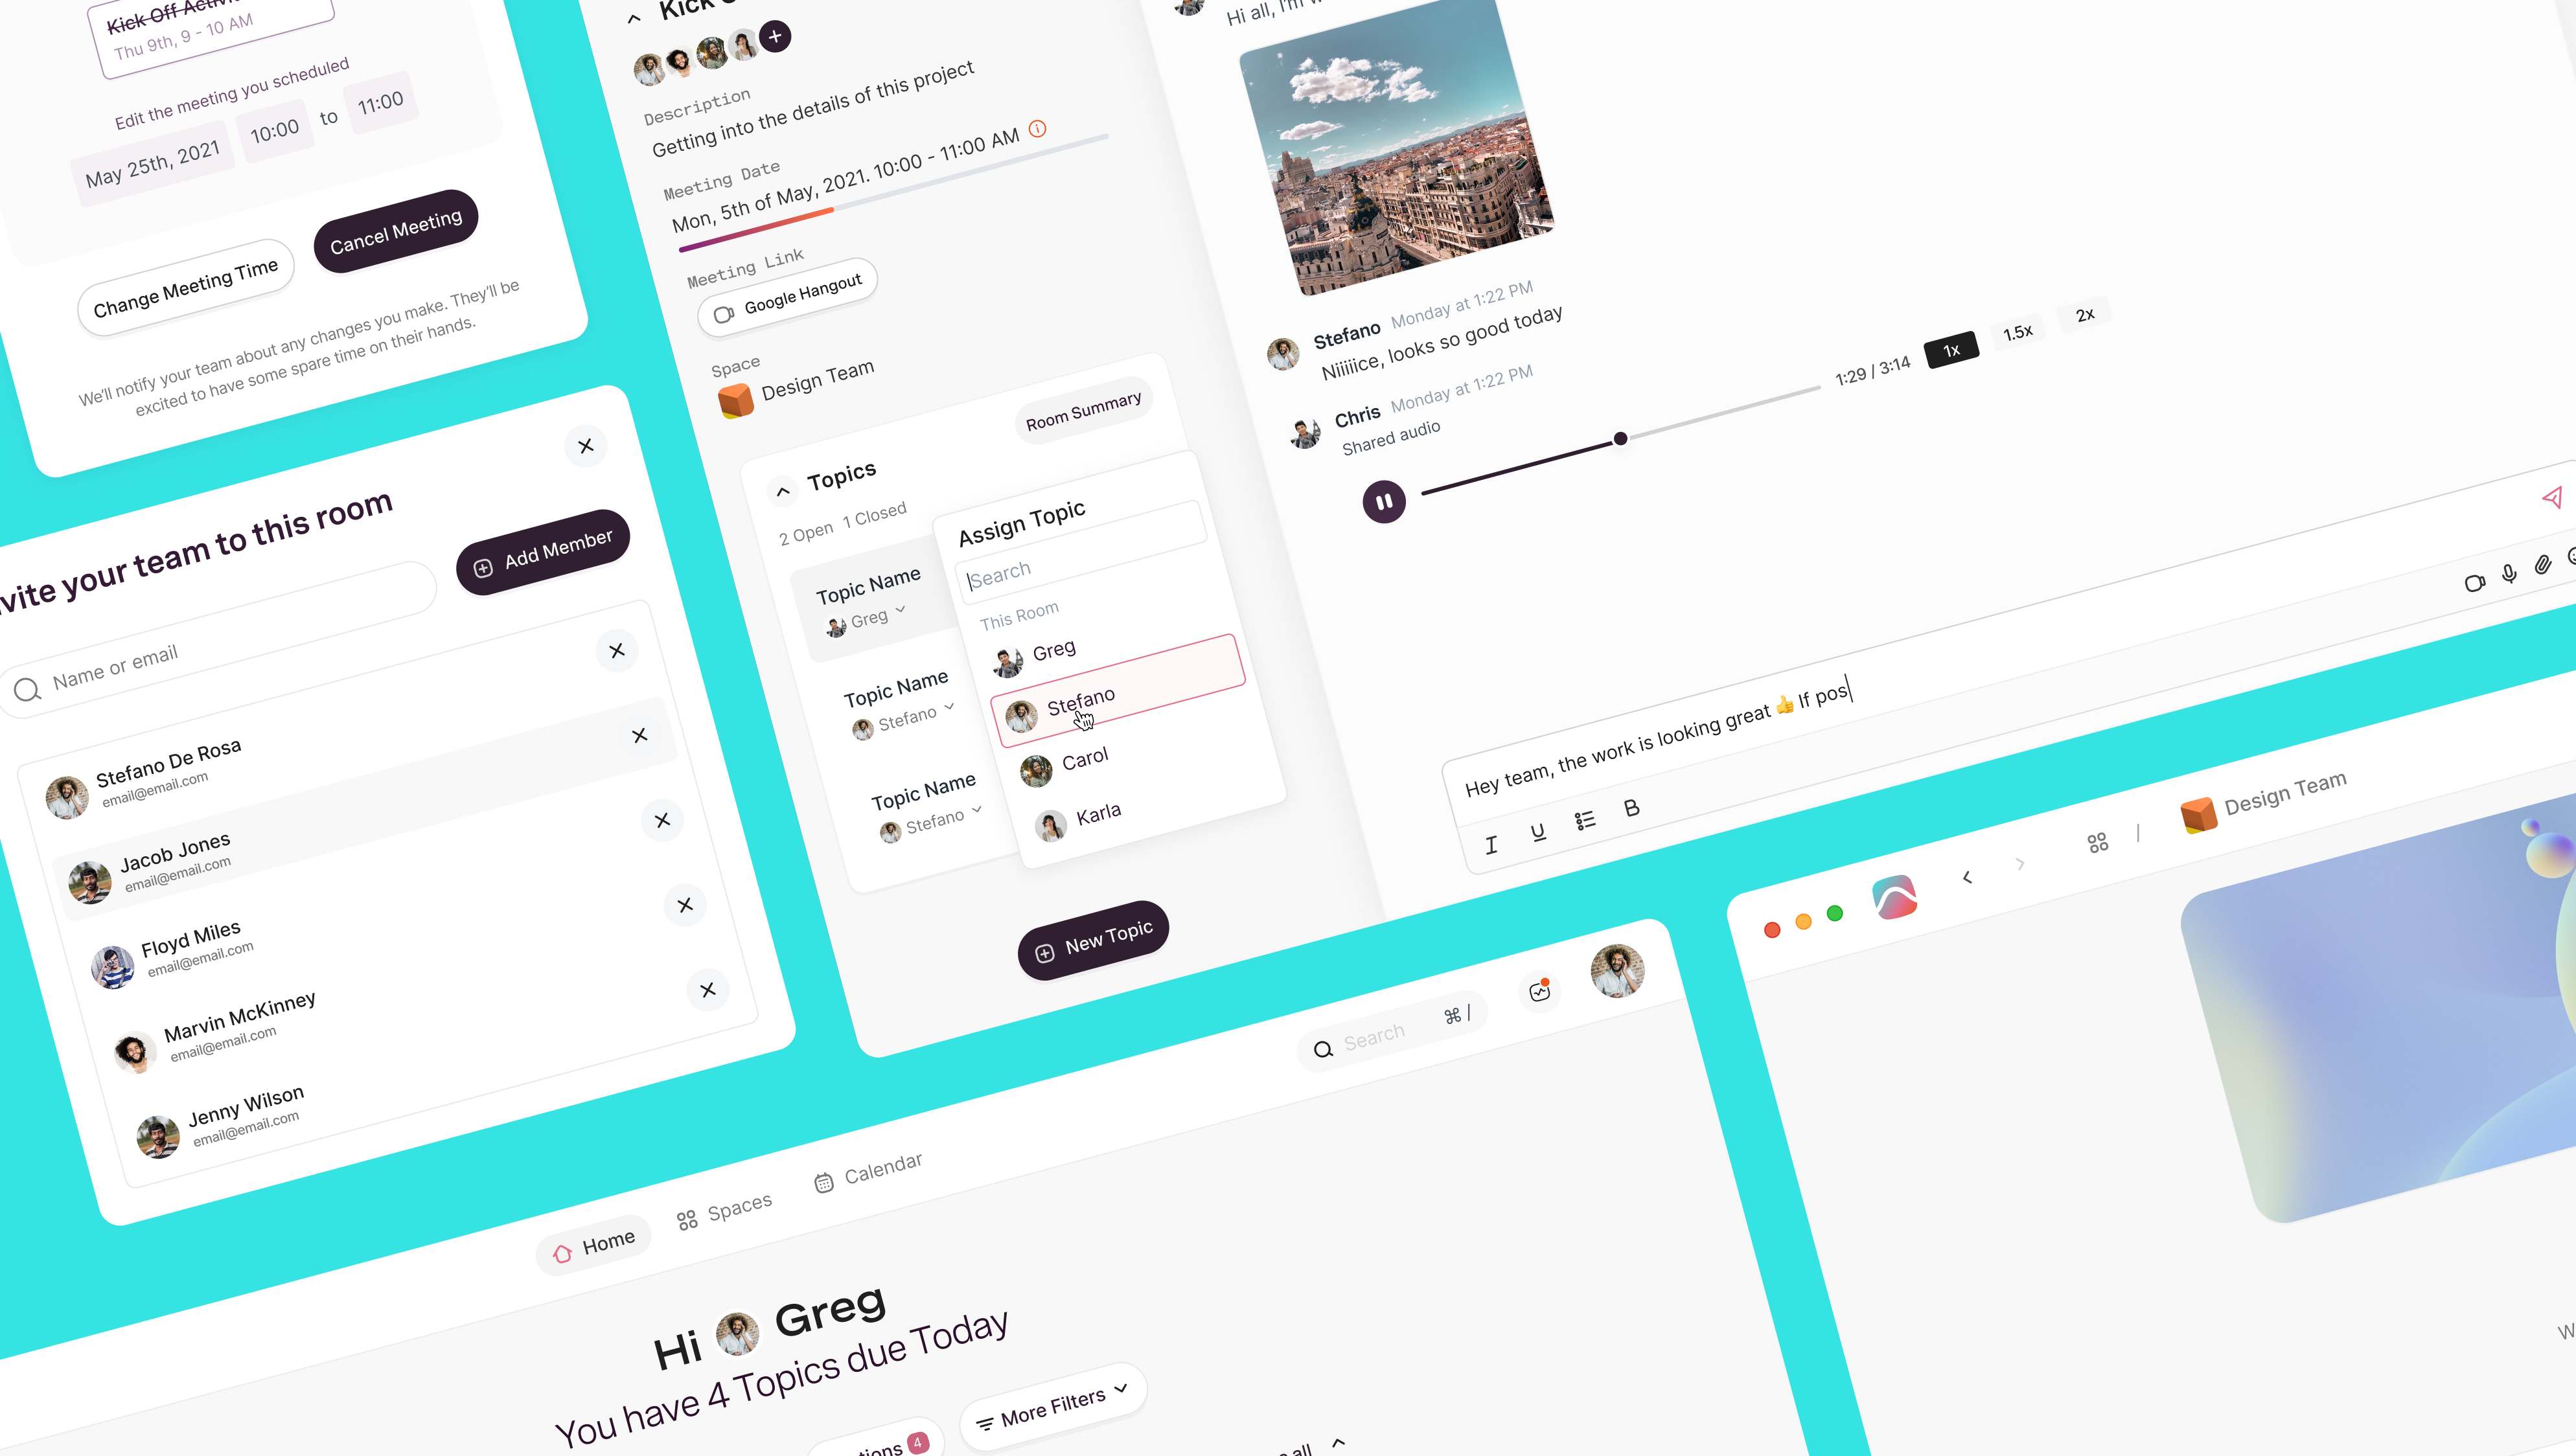 Kick Off Activi
Thu 9th, 9 - 10 AM
Edit the meeting you scheduled
May 25th, 2021 10:00 to 11:00
Change Meeting Time
Cancel Meeting
We'll notify your team about any changes you make. They'll be
excited to have some spare time on their hands.
vite your team to this room
Name or email
Add Member
Stefano De Rosa
email@email.com
Jacob Jones
email@email.com
Floyd Miles
email@email.com
Marvin McKinney
email@email.com
Jenny Wilson
email@email.com
Kick
Description
Getting into the details of this project
Meeting Date
Mon, 5th of May, 2021. 10:00 - 11:00 AM
Meeting Link
Google Hangout
Space
Design Team
Room Summary
Topics
2 Open 1 Closed
Topic Name
Greg
Topic Name
Stefano
Topic Name
Stefano
Assign Topic
Search
This Room
Greg
Stefano
Carol
Karla
New Topic
Hi all, I'm
Stefano Monday at 1:22 PM
Niiiiice, looks so good today
Chris Monday at 1:22 PM
Shared audio
1:29 / 3:14 1x 1.5x 2x
Hey team, the work is looking great 👍 If pos
I U B
Search ⌘ /
Home
Spaces
Calendar
Hi Greg
You have 4 Topics due Today
tions 4
More Filters
all
/ Design Team
W